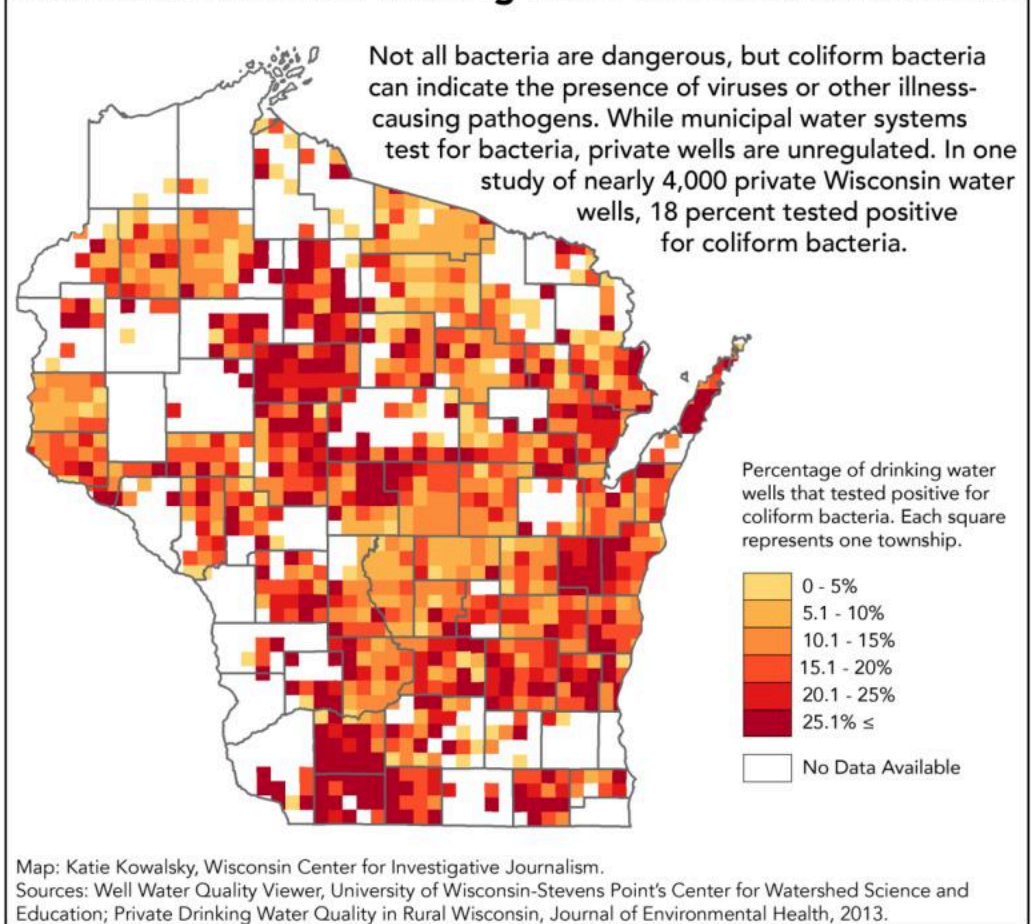 Not all bacteria are dangerous, but coliform bacteria
can indicate the presence of viruses or other illness-
causing pathogens. While municipal water systems
test for bacteria, private wells are unregulated. In one
study of nearly 4,000 private Wisconsin water
wells, 18 percent tested positive
for coliform bacteria.
Percentage of drinking water
wells that tested positive for
coliform bacteria. Each square
represents one township.
0 - 5%
5.1 - 10%
10.1 - 15%
15.1 - 20%
20.1 - 25%
25.1% ≤
No Data Available
Map: Katie Kowalsky, Wisconsin Center for Investigative Journalism.
Sources: Well Water Quality Viewer, University of Wisconsin-Stevens Point's Center for Watershed Science and
Education; Private Drinking Water Quality in Rural Wisconsin, Journal of Environmental Health, 2013.